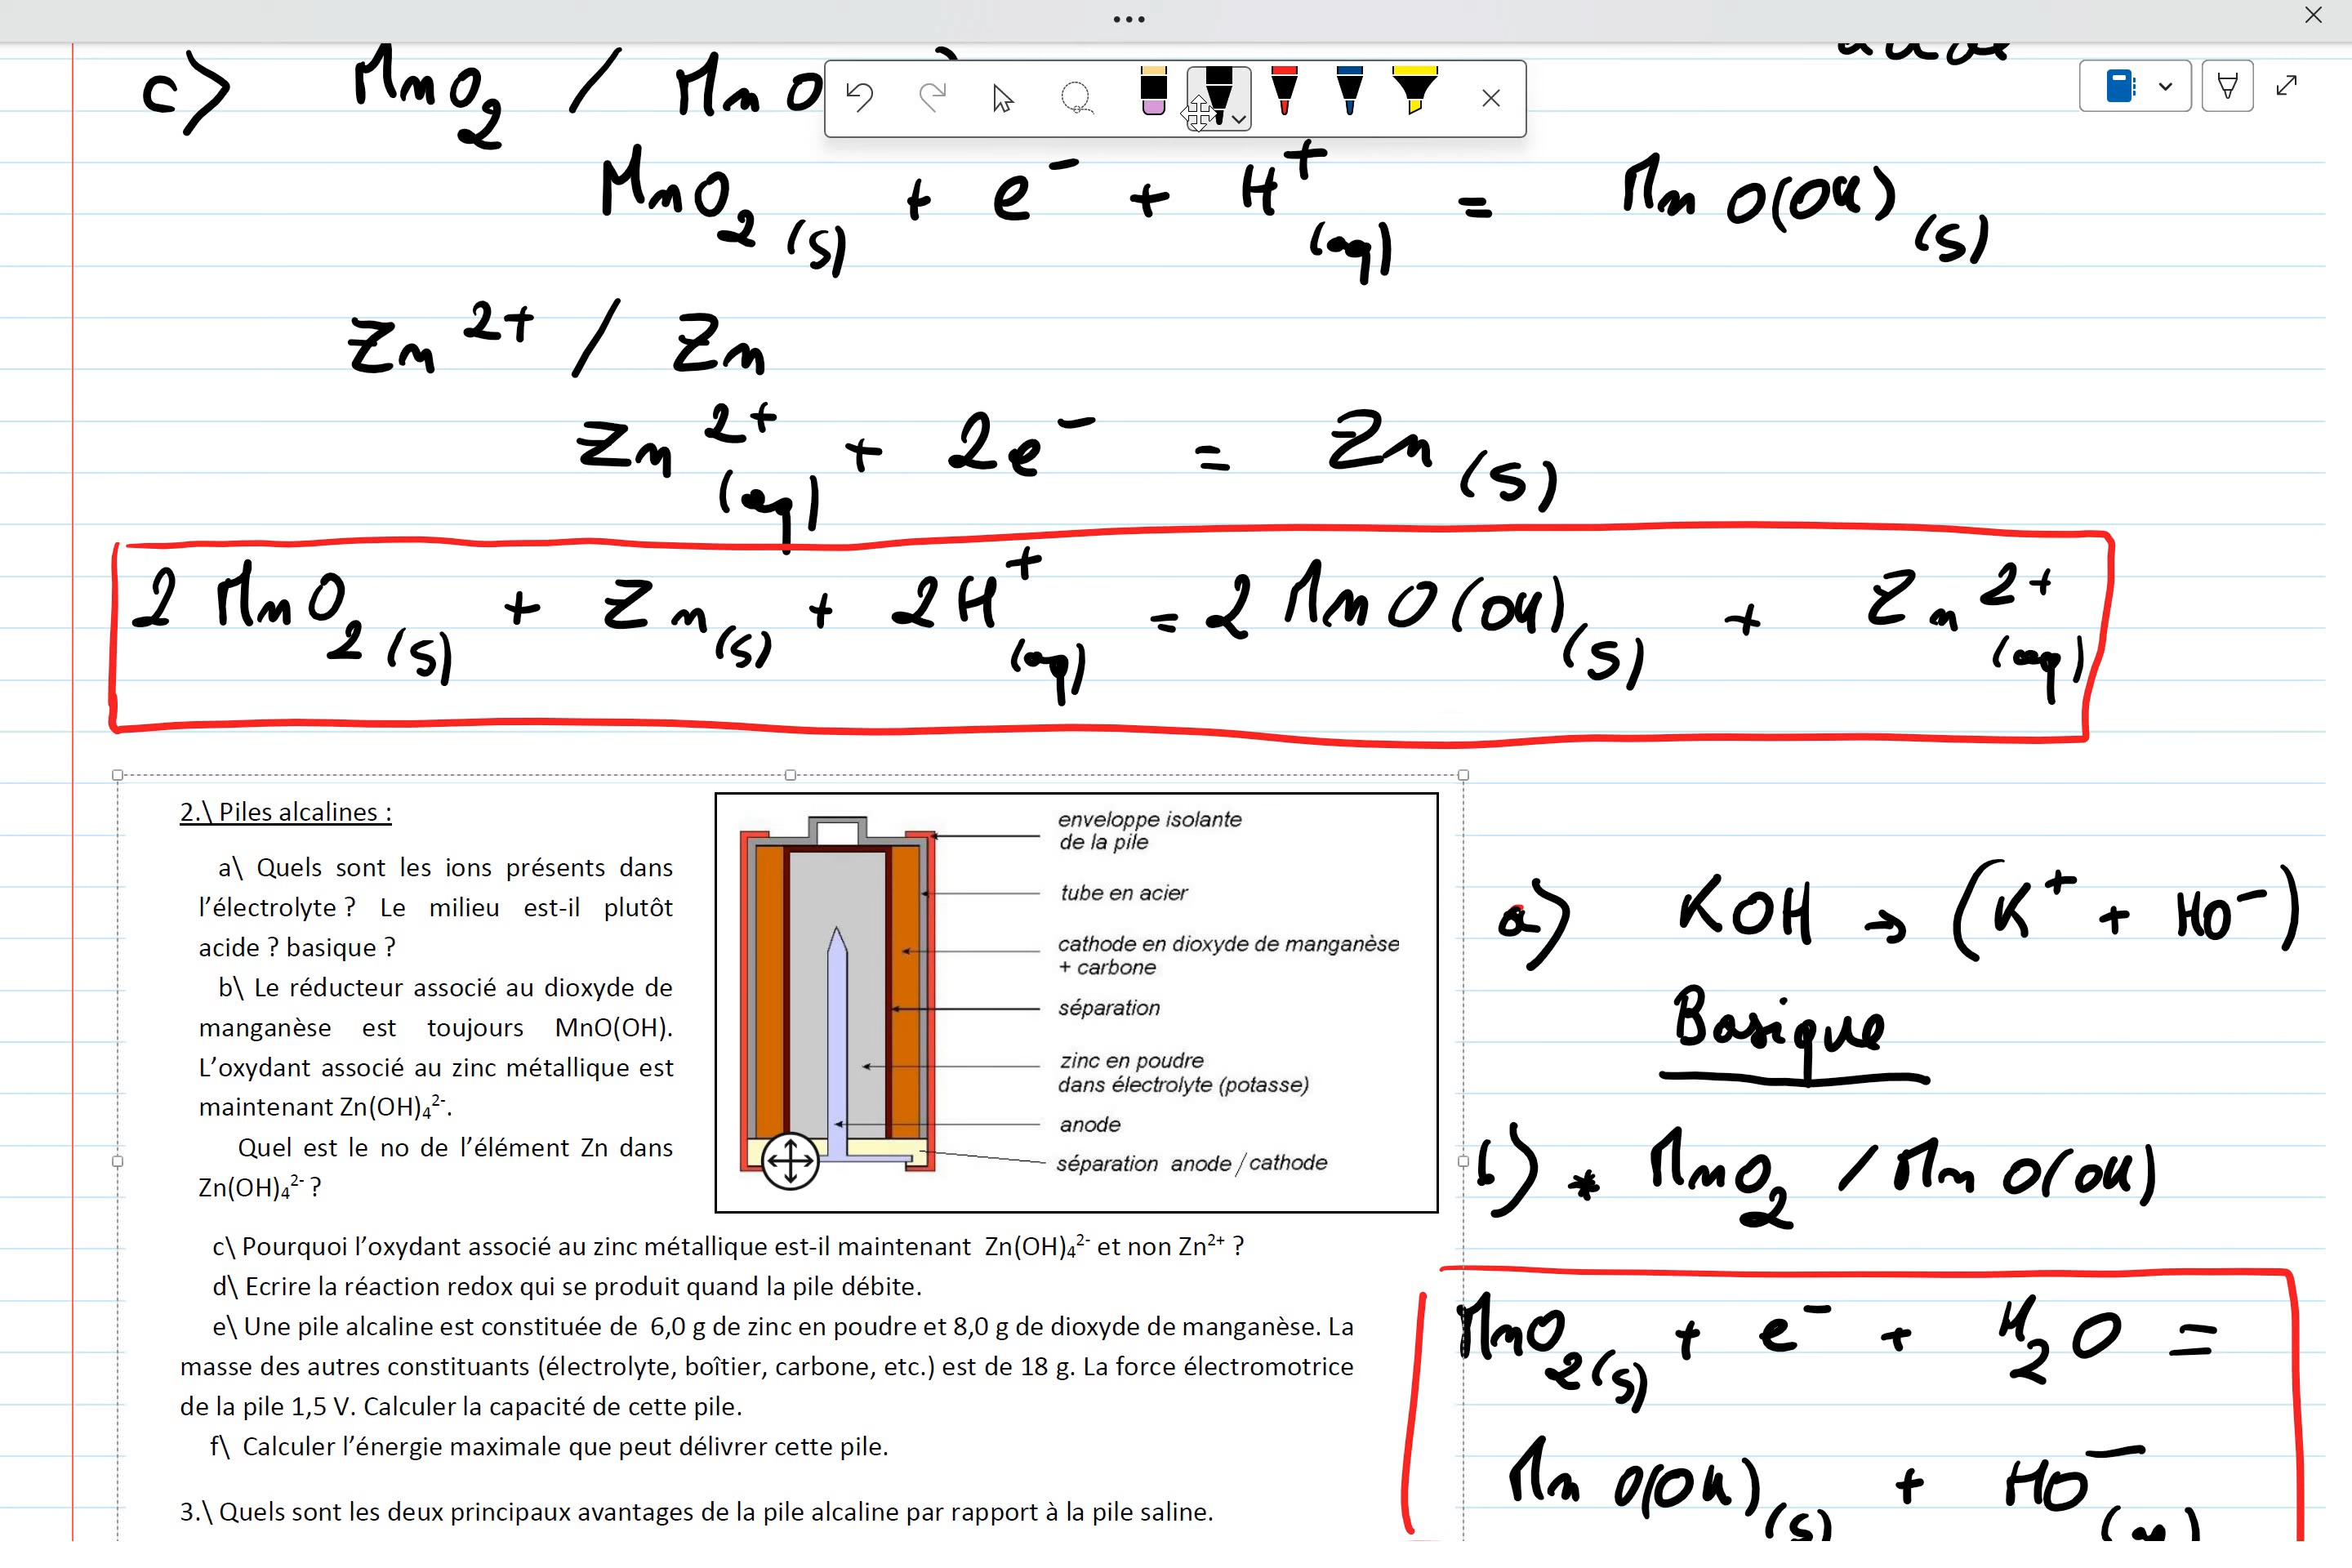 c) MnO2 / MnO
MnO2 (s) + e⁻ + H⁺ (aq) = MnO(OH) (s)
Zn²⁺ / Zn
Zn²⁺ (aq) + 2e⁻ = Zn (s)
2 MnO2 (s) + Zn (s) + 2H⁺ (aq) = 2 MnO(OH) (s) + Zn²⁺ (aq)
2.\ Piles alcalines :
a\ Quels sont les ions présents dans
l'électrolyte ? Le milieu est-il plutôt
acide ? basique ?
b\ Le réducteur associé au dioxyde de
manganèse est toujours MnO(OH).
L'oxydant associé au zinc métallique est
maintenant Zn(OH)₄²⁻.
Quel est le no de l'élément Zn dans
Zn(OH)₄²⁻ ?
enveloppe isolante
de la pile
tube en acier
cathode en dioxyde de manganèse
+ carbone
séparation
zinc en poudre
dans électrolyte (potasse)
anode
séparation anode / cathode
c\ Pourquoi l'oxydant associé au zinc métallique est-il maintenant Zn(OH)₄²⁻ et non Zn²⁺ ?
d\ Ecrire la réaction redox qui se produit quand la pile débite.
e\ Une pile alcaline est constituée de 6,0 g de zinc en poudre et 8,0 g de dioxyde de manganèse. La
masse des autres constituants (électrolyte, boîtier, carbone, etc.) est de 18 g. La force électromotrice
de la pile 1,5 V. Calculer la capacité de cette pile.
f\ Calculer l'énergie maximale que peut délivrer cette pile.
3.\ Quels sont les deux principaux avantages de la pile alcaline par rapport à la pile saline.
a) KOH → (K⁺ + HO⁻)
Basique
b) * MnO2 / MnO(OH)
MnO2 (s) + e⁻ + H2O =
MnO(OH) (s) + HO⁻ (aq)